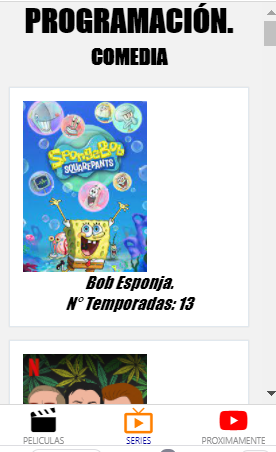 PROGRAMACIÓN.
COMEDIA
SpongeBob
SQUAREPANTS
Bob Esponja.
N° Temporadas: 13
N
PELICULAS
SERIES
PROXIMAMENTE